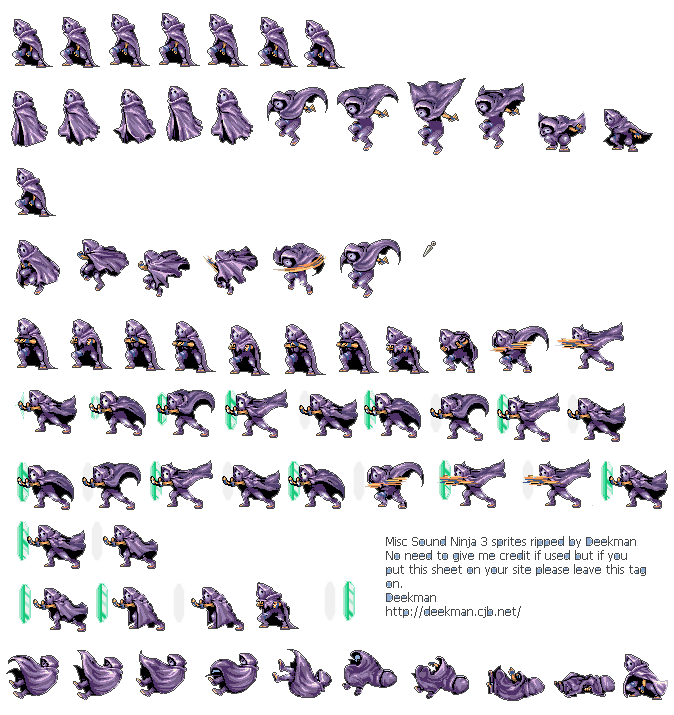 Misc Sound Ninja 3 sprites ripped by Deekman
No need to give me credit if used but if you
put this sheet on your site please leave this tag
on.
Deekman
http://deekman.cjb.net/